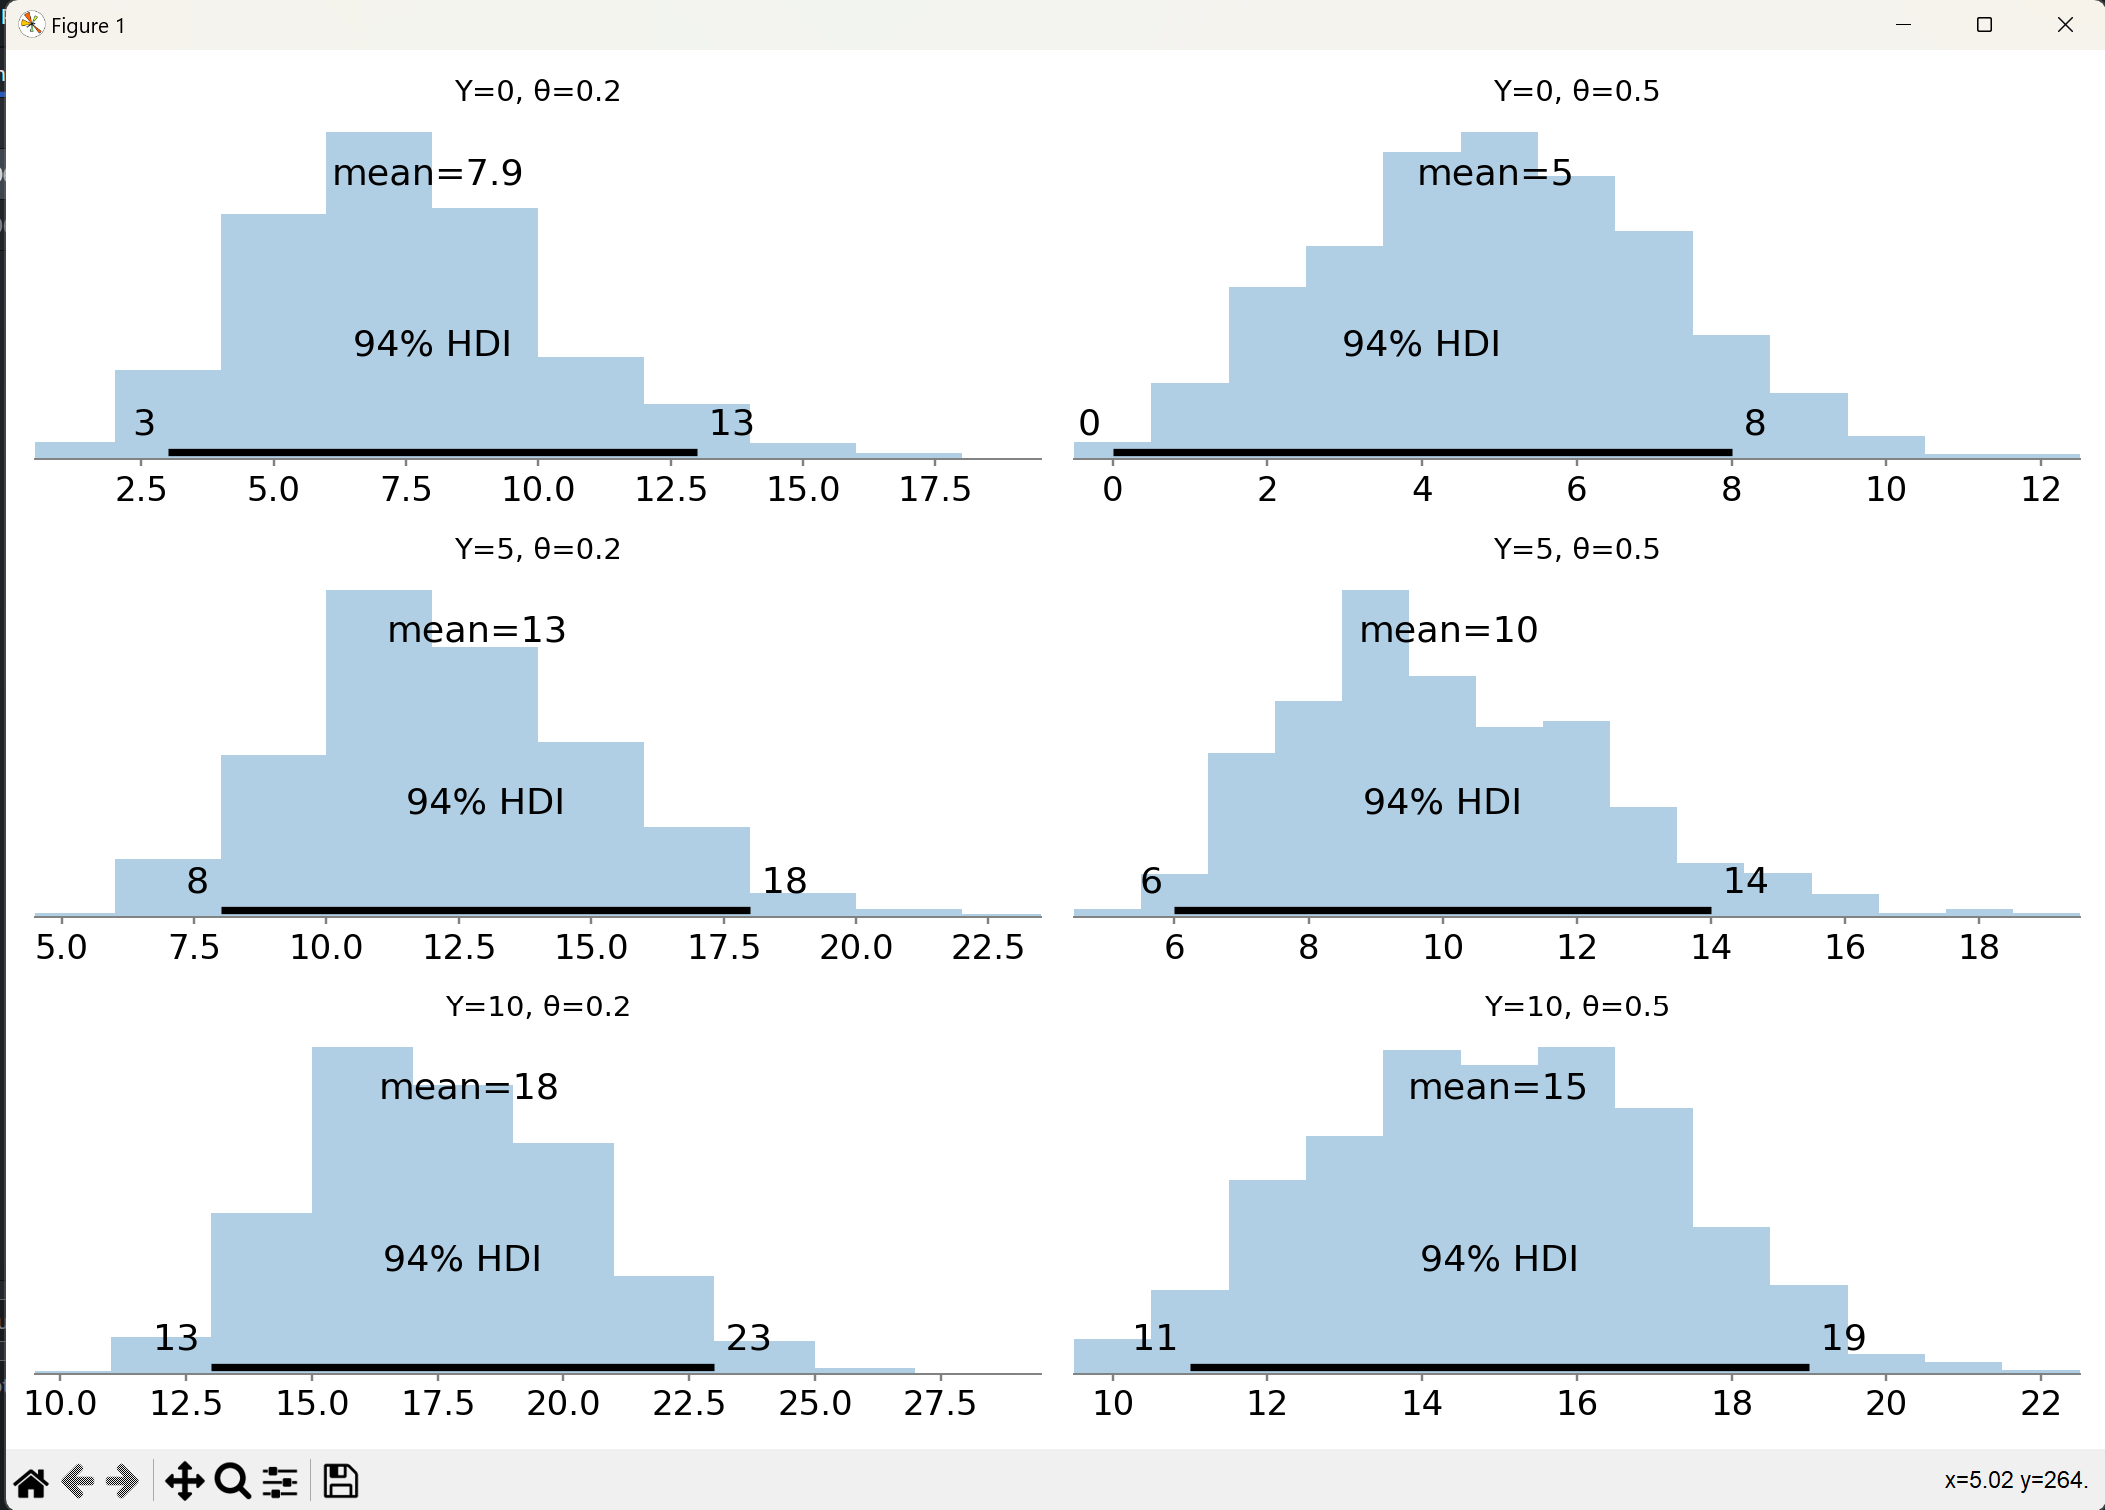 Figure 1
Y=0, θ=0.2
mean=7.9
94% HDI
3
13
2.5 5.0 7.5 10.0 12.5 15.0 17.5
Y=0, θ=0.5
mean=5
94% HDI
0
8
0 2 4 6 8 10 12
Y=5, θ=0.2
mean=13
94% HDI
8
18
5.0 7.5 10.0 12.5 15.0 17.5 20.0 22.5
Y=5, θ=0.5
mean=10
94% HDI
6
14
6 8 10 12 14 16 18
Y=10, θ=0.2
mean=18
94% HDI
13
23
10.0 12.5 15.0 17.5 20.0 22.5 25.0 27.5
Y=10, θ=0.5
mean=15
94% HDI
11
19
10 12 14 16 18 20 22
x=5.02 y=264.